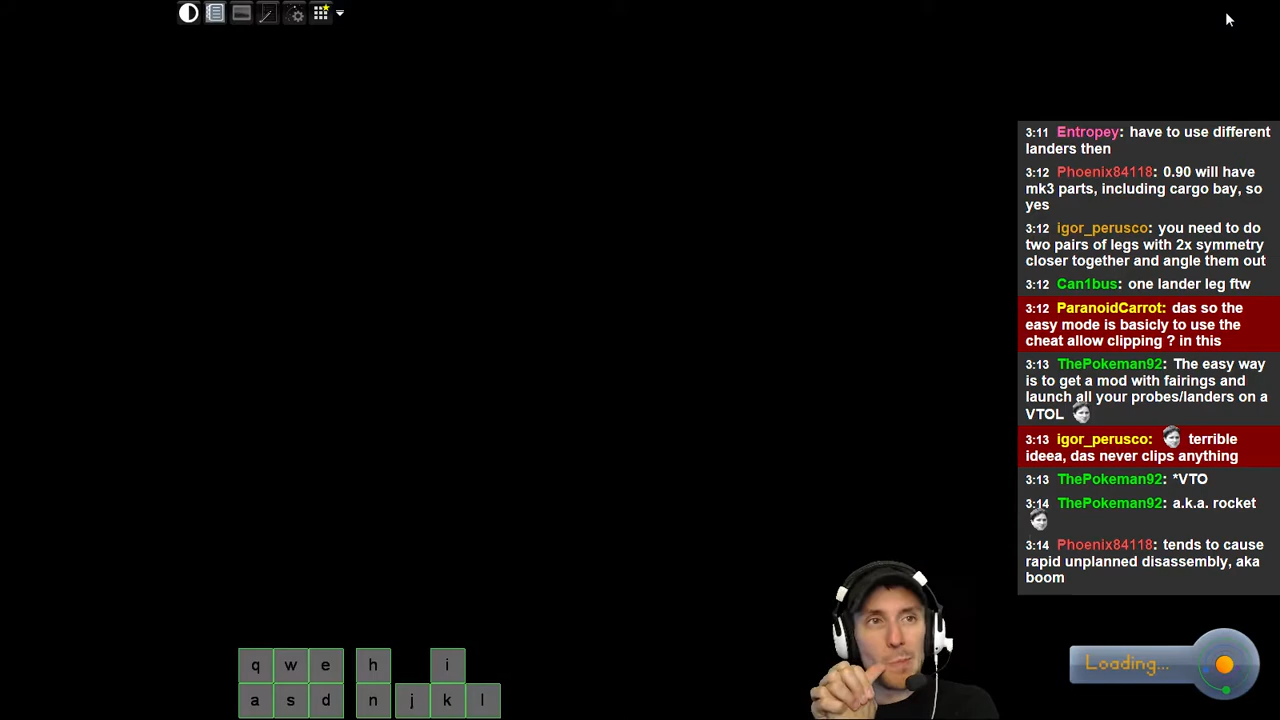 3:11 Entropey: have to use different
landers then
3:12 Phoenix84118: 0.90 will have
mk3 parts, including cargo bay, so
yes
3:12 igor_perusco: you need to do
two pairs of legs with 2x symmetry
closer together and angle them out
3:12 Can1bus: one lander leg ftw
3:12 ParanoidCarrot: das so the
easy mode is basicly to use the
cheat allow clipping ? in this
3:13 ThePokeman92: The easy way
is to get a mod with fairings and
launch all your probes/landers on a
VTOL
3:13 igor_perusco: terrible
ideea, das never clips anything
3:13 ThePokeman92: *VTO
3:14 ThePokeman92: a.k.a. rocket
3:14 Phoenix84118: tends to cause
rapid unplanned disassembly, aka
boom
q w e h i
a s d n j k l
Loading...